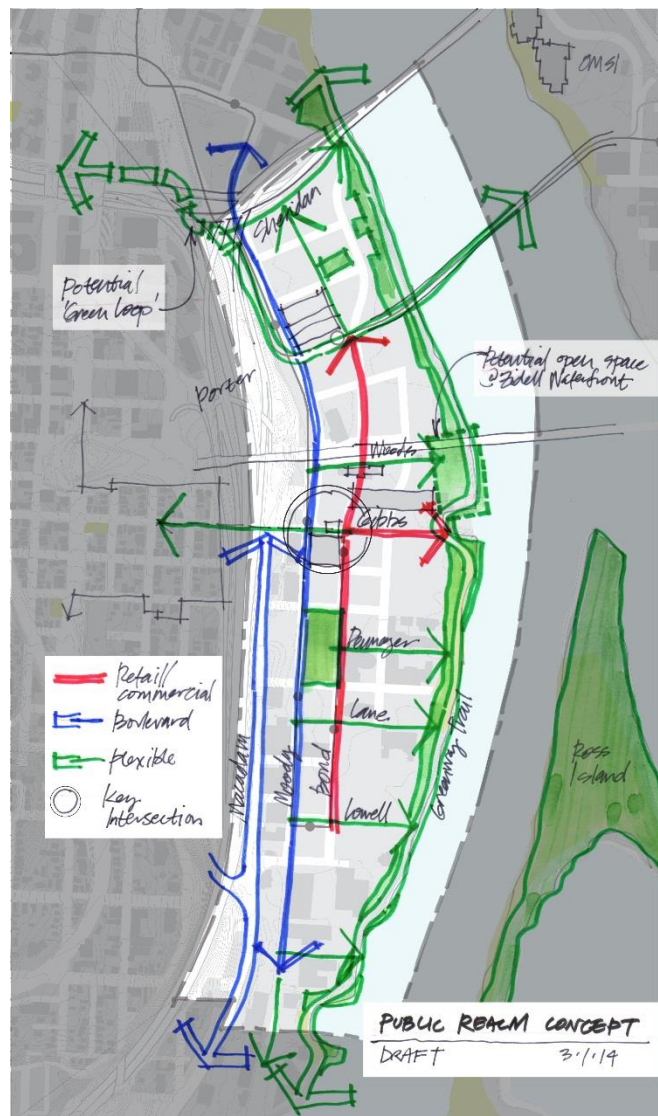 OMSI
Sheridan
Potential
'Green Loop'
Porter
Potential open space
@ Zidell Waterfront
Woods
Gibbs
Pennoyer
Lane
Lowell
Macadam
Moody
Bond
Greenway Trail
Ross
Island
Retail/
commercial
Boulevard
Flexible
Key
Intersection
PUBLIC REALM CONCEPT
DRAFT 3·1·14